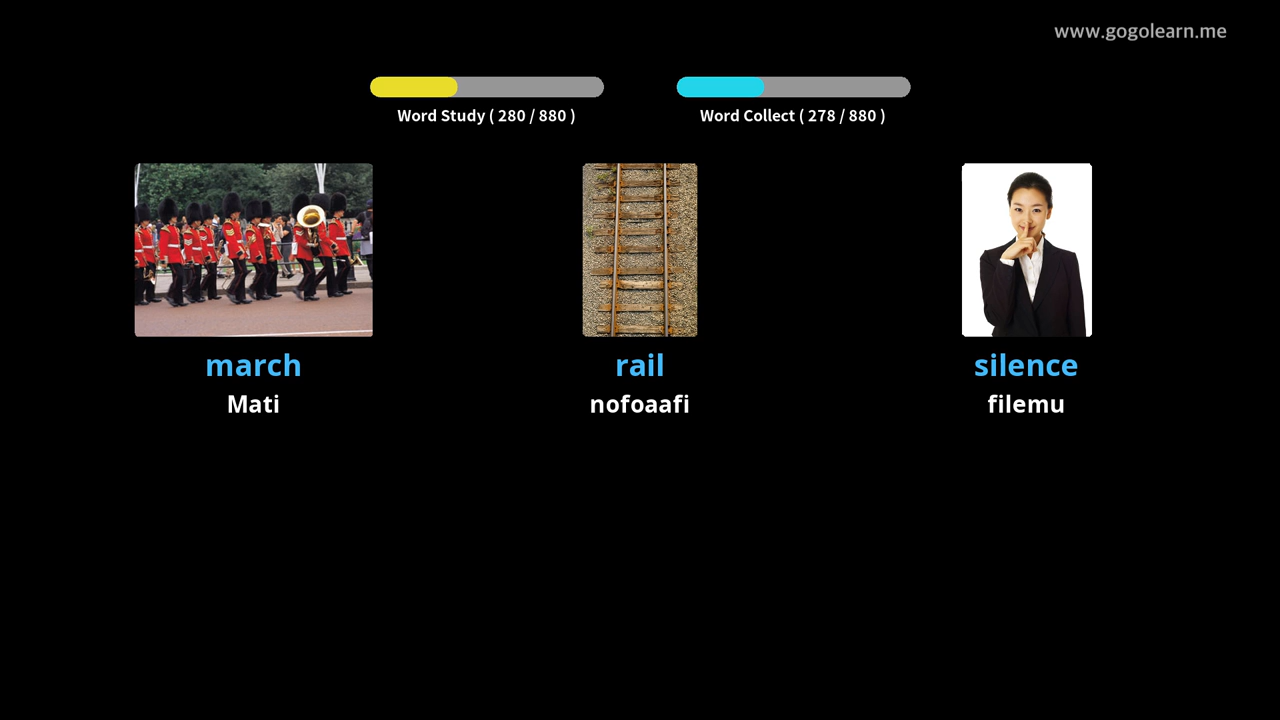 www.gogolearn.me
Word Study ( 280 / 880 )
Word Collect ( 278 / 880 )
march
Mati
rail
nofoaafi
silence
filemu